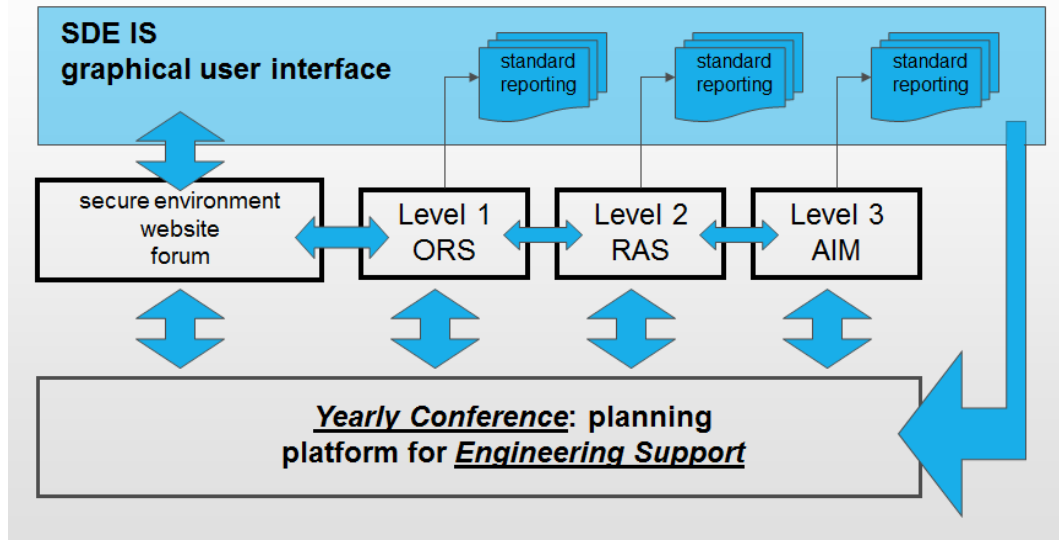 SDE IS
graphical user interface
standard
reporting
standard
reporting
standard
reporting
secure environment
website
forum
Level 1
ORS
Level 2
RAS
Level 3
AIM
Yearly Conference: planning
platform for Engineering Support